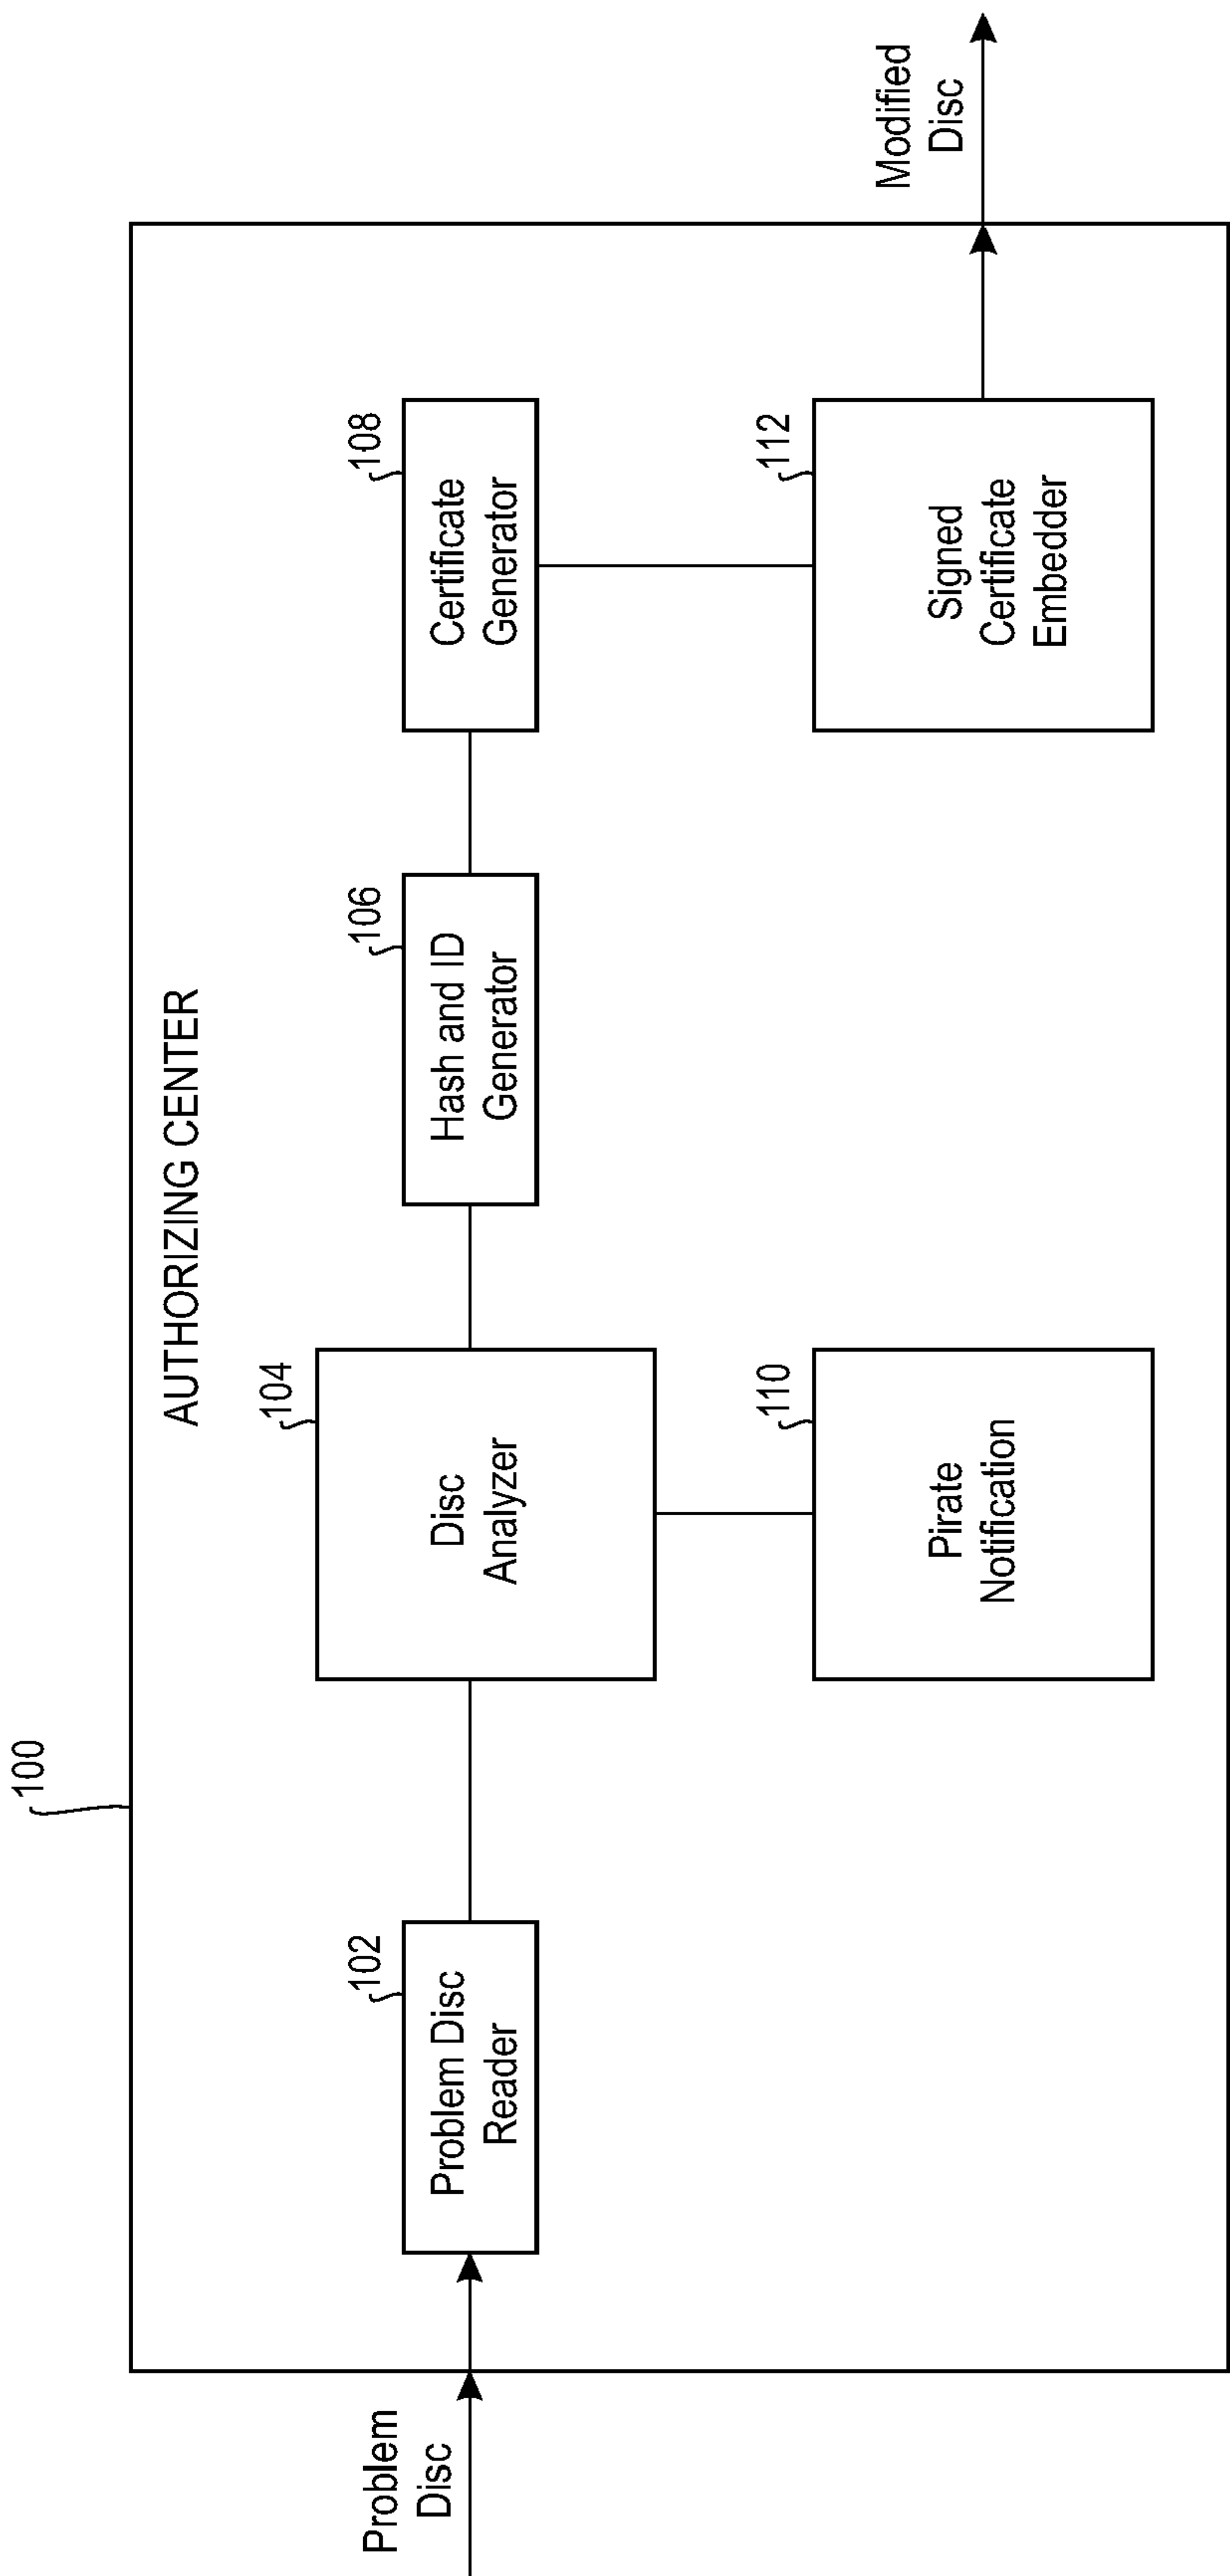 100
AUTHORIZING CENTER
Problem
Disc
102
Problem Disc
Reader
104
Disc
Analyzer
106
Hash and ID
Generator
108
Certificate
Generator
110
Pirate
Notification
112
Signed
Certificate
Embedder
Modified
Disc